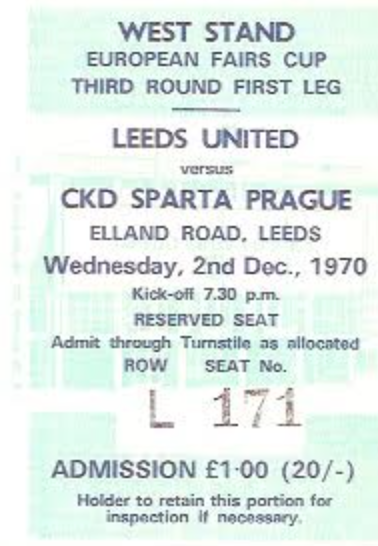 WEST STAND
EUROPEAN FAIRS CUP
THIRD ROUND FIRST LEG
LEEDS UNITED
versus
CKD SPARTA PRAGUE
ELLAND ROAD, LEEDS
Wednesday, 2nd Dec., 1970
Kick-off 7.30 p.m.
RESERVED SEAT
Admit through Turnstile as allocated
ROW SEAT No.
L 171
ADMISSION £1·00 (20/-)
Holder to retain this portion for
inspection if necessary.